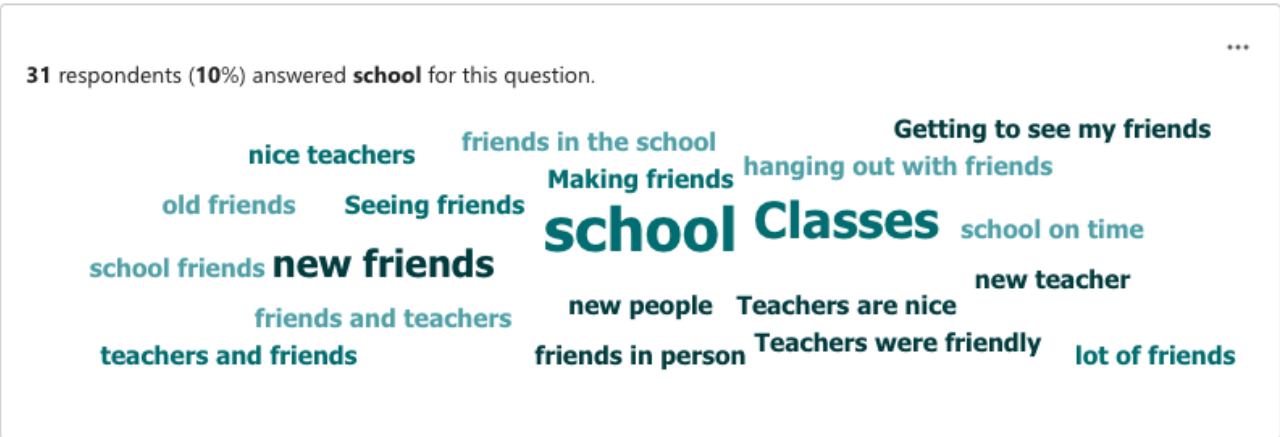 ...
31 respondents (10%) answered school for this question.
Getting to see my friends
friends in the school
nice teachers
hanging out with friends
Making friends
old friends
Seeing friends
school
Classes
school on time
school friends
new friends
new teacher
new people
Teachers are nice
friends and teachers
Teachers were friendly
teachers and friends
friends in person
lot of friends